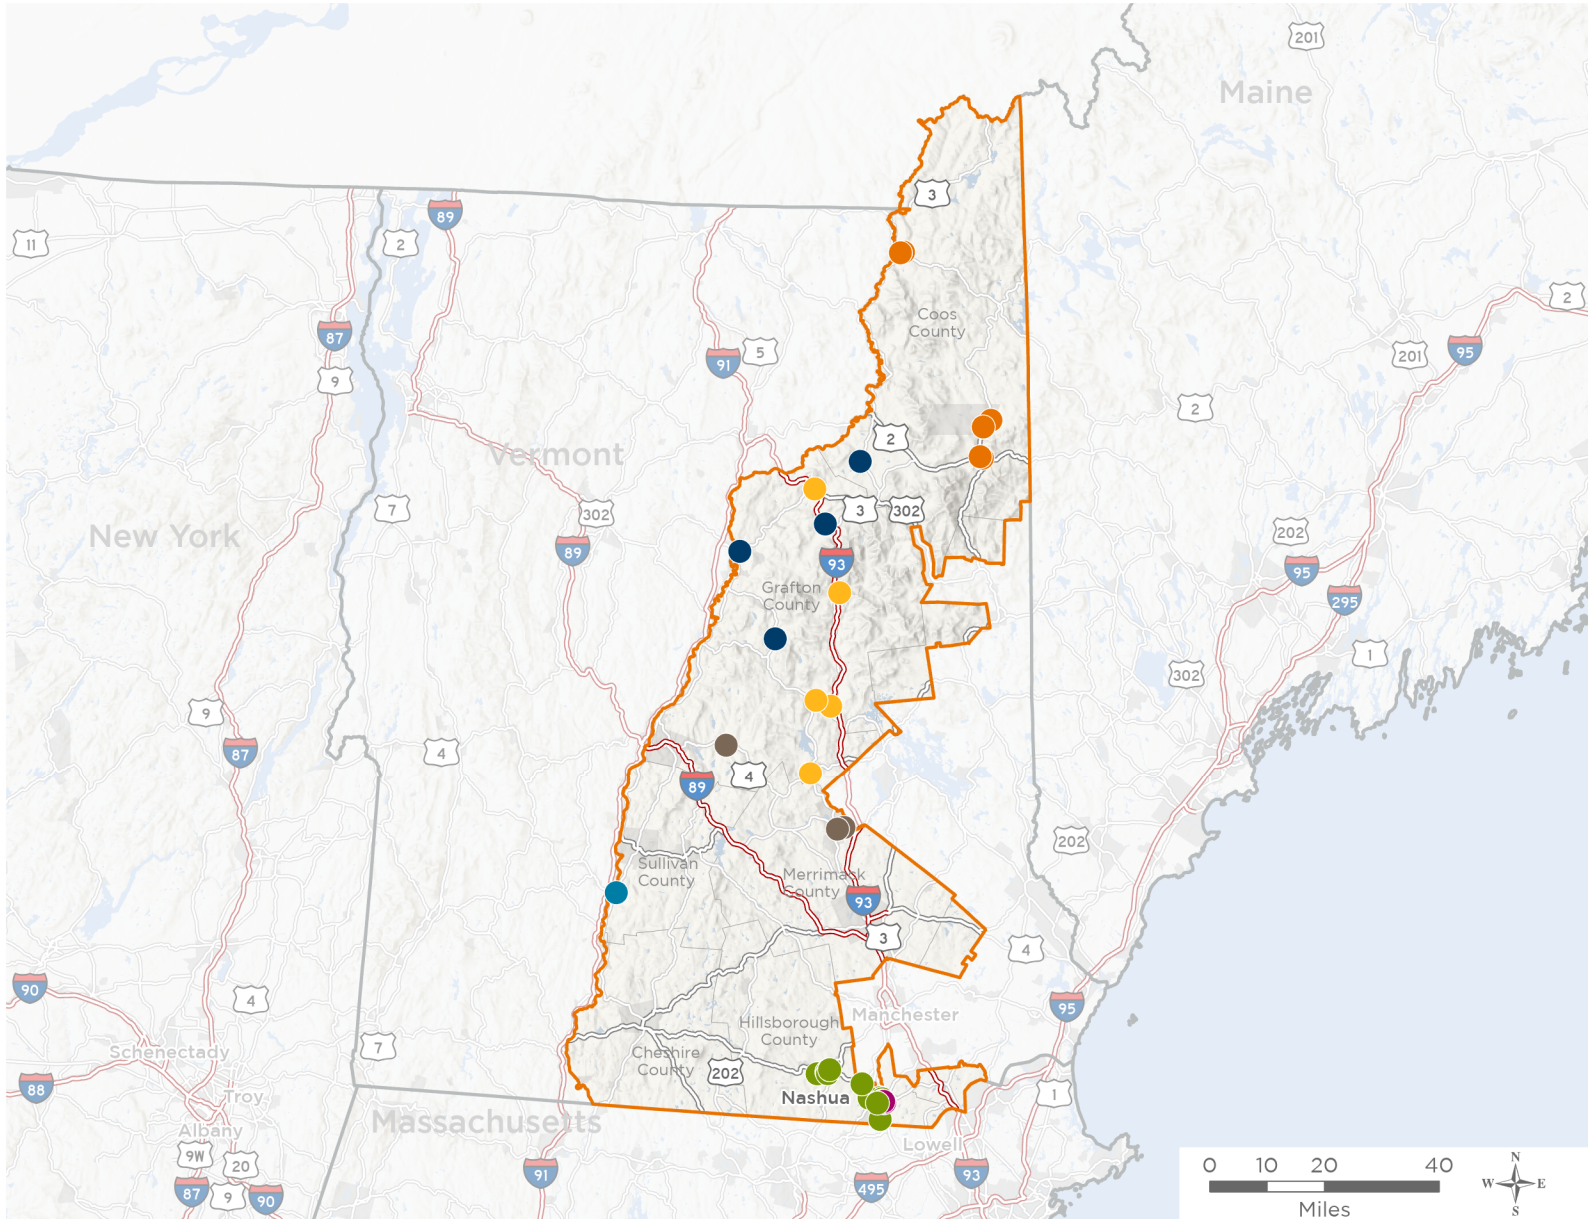 201
Maine
3
89
11
2
2
Coos
County
87
95
5
91
201
9
2
2
Vermont
7
302
3
302
New York
202
89
93
95
Grafton
County
295
1
302
9
87
4
4
89
202
Sullivan
County
Merrimack
County
93
3
4
90
4
95
Manchester
Hillsborough
County
7
Schenectady
Cheshire
County
202
88
1
Troy
Nashua
Massachusetts
Albany
Lowell
9W
20
91
93
495
87
9
90
0 10 20 40
Miles
N
W E
S